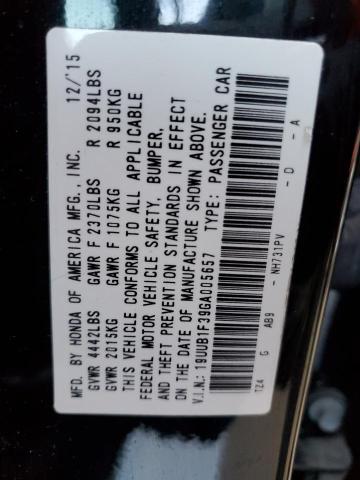 MFD. BY HONDA OF AMERICA MFG., INC. 12/'15
GVWR 4442LBS GAWR F 2370LBS R 2094LBS
GVWR 2015KG GAWR F 1075KG R 950KG
THIS VEHICLE CONFORMS TO ALL APPLICABLE
FEDERAL MOTOR VEHICLE SAFETY, BUMPER,
AND THEFT PREVENTION STANDARDS IN EFFECT
ON THE DATE OF MANUFACTURE SHOWN ABOVE.
V.I.N.: 19UUB1F39GA005657 TYPE: PASSENGER CAR
TZ4 G AB9 - NH731PV - D - A